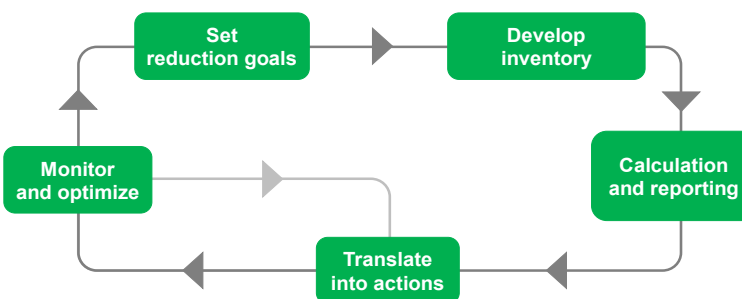 Set
reduction goals
Develop
inventory
Calculation
and reporting
Translate
into actions
Monitor
and optimize